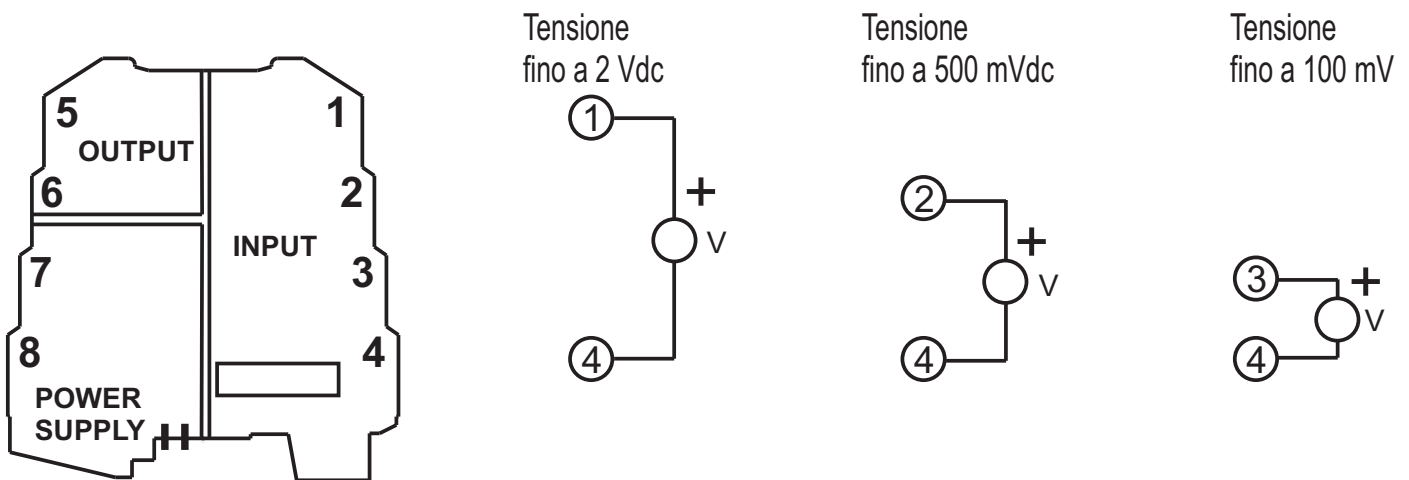 5
OUTPUT
6
7
8
POWER
SUPPLY
1
2
INPUT
3
4
Tensione
fino a 2 Vdc
1
+
V
4
Tensione
fino a 500 mVdc
2
+
V
4
Tensione
fino a 100 mV
3
+
V
4